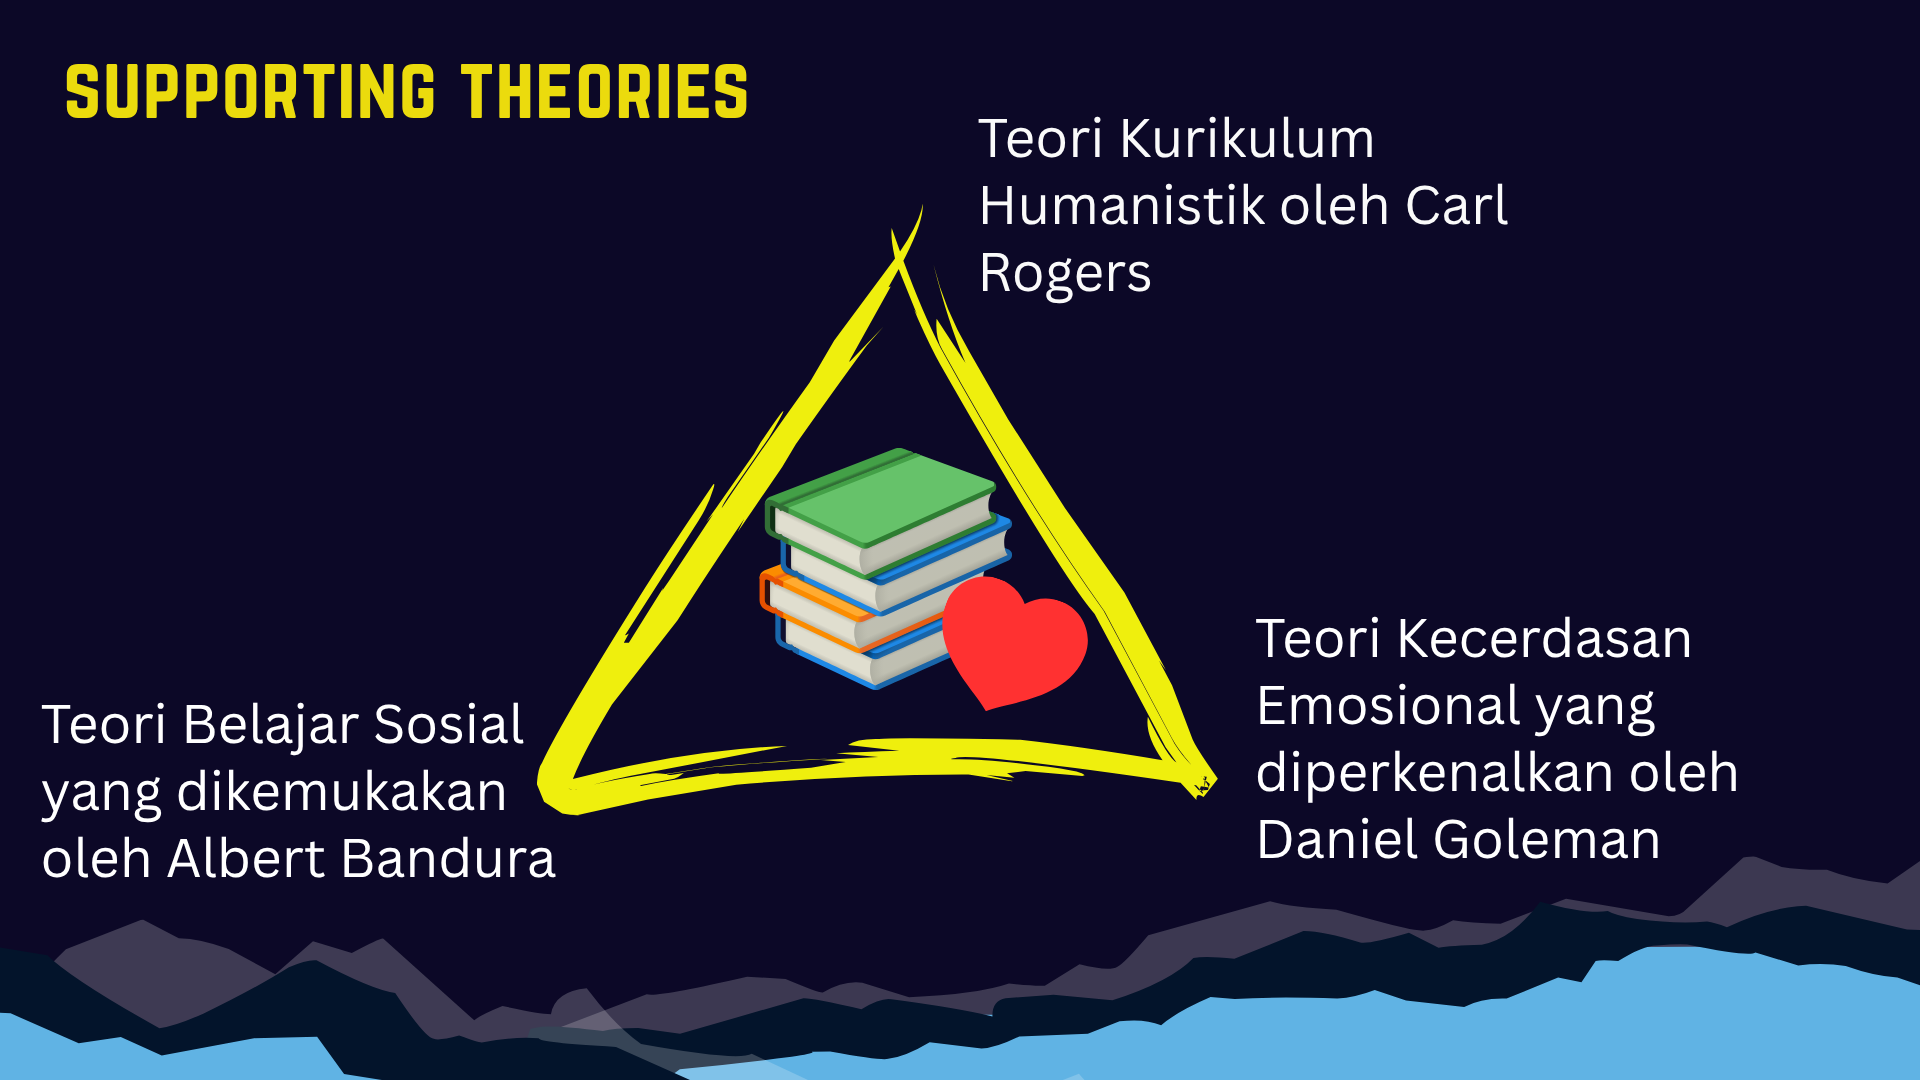 SUPPORTING THEORIES
Teori Kurikulum
Humanistik oleh Carl
Rogers
Teori Belajar Sosial
yang dikemukakan
oleh Albert Bandura
Teori Kecerdasan
Emosional yang
diperkenalkan oleh
Daniel Goleman